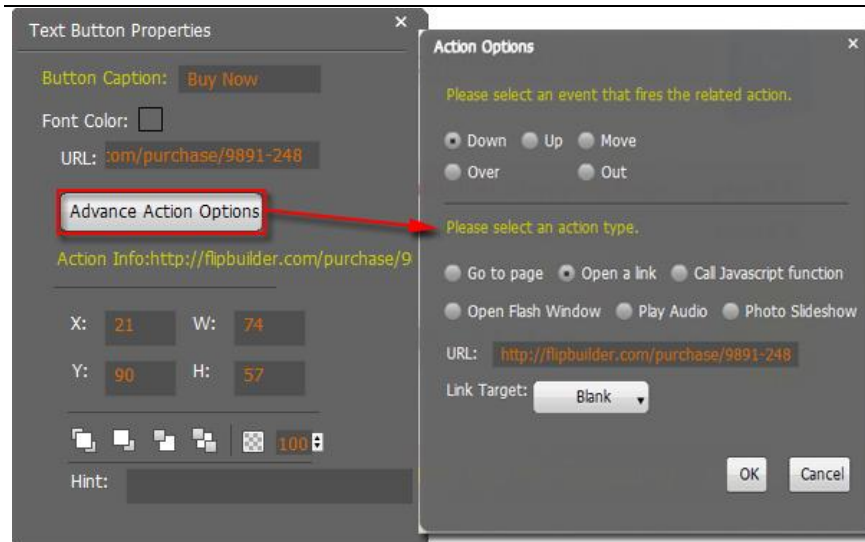 Text Button Properties
Button Caption: Buy Now
Font Color:
URL: :om/purchase/9891-248
Advance Action Options
Action Info:http://flipbuilder.com/purchase/9
X: 21 W: 74
Y: 90 H: 57
100
Hint:
Action Options
Please select an event that fires the related action.
Down Up Move
Over Out
Please select an action type.
Go to page Open a link Call Javascript function
Open Flash Window Play Audio Photo Slideshow
URL: http://flipbuilder.com/purchase/9891-248
Link Target: Blank
OK Cancel